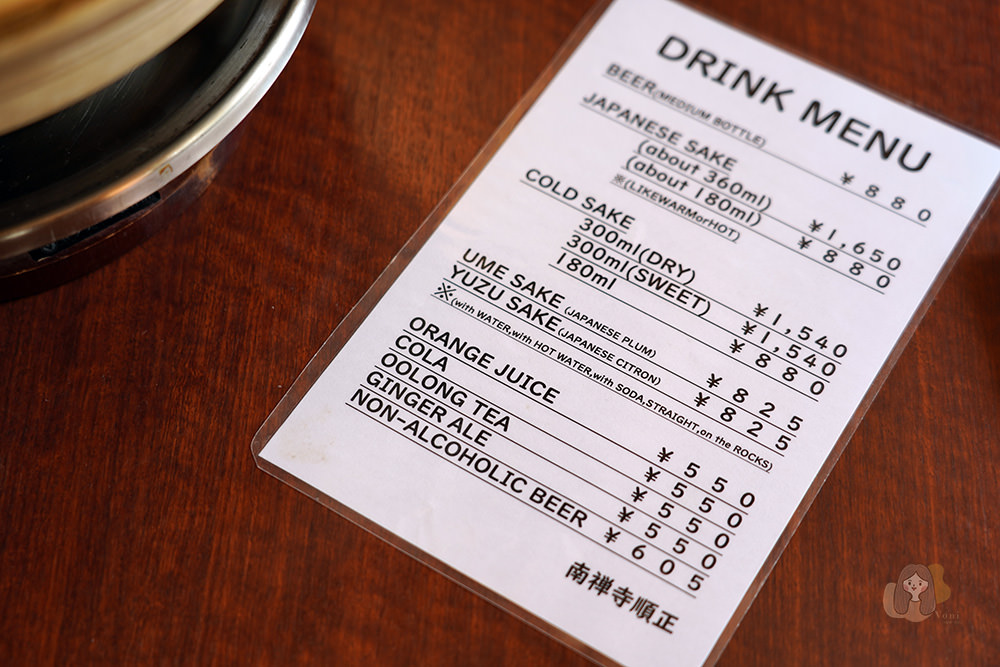 DRINK MENU
BEER(MEDIUM BOTTLE) ¥880
JAPANESE SAKE
(about 360ml) ¥1,650
(about 180ml) ¥880
※(LIKEWARMorHOT)
COLD SAKE
300ml(DRY) ¥1,540
300ml(SWEET) ¥1,540
180ml ¥880
UME SAKE(JAPANESE PLUM) ¥825
YUZU SAKE(JAPANESE CITRON) ¥825
※(with WATER,with HOT WATER,with SODA,STRAIGHT,on the ROCKS)
ORANGE JUICE ¥550
COLA ¥550
OOLONG TEA ¥550
GINGER ALE ¥550
NON-ALCOHOLIC BEER ¥605
南禅寺順正